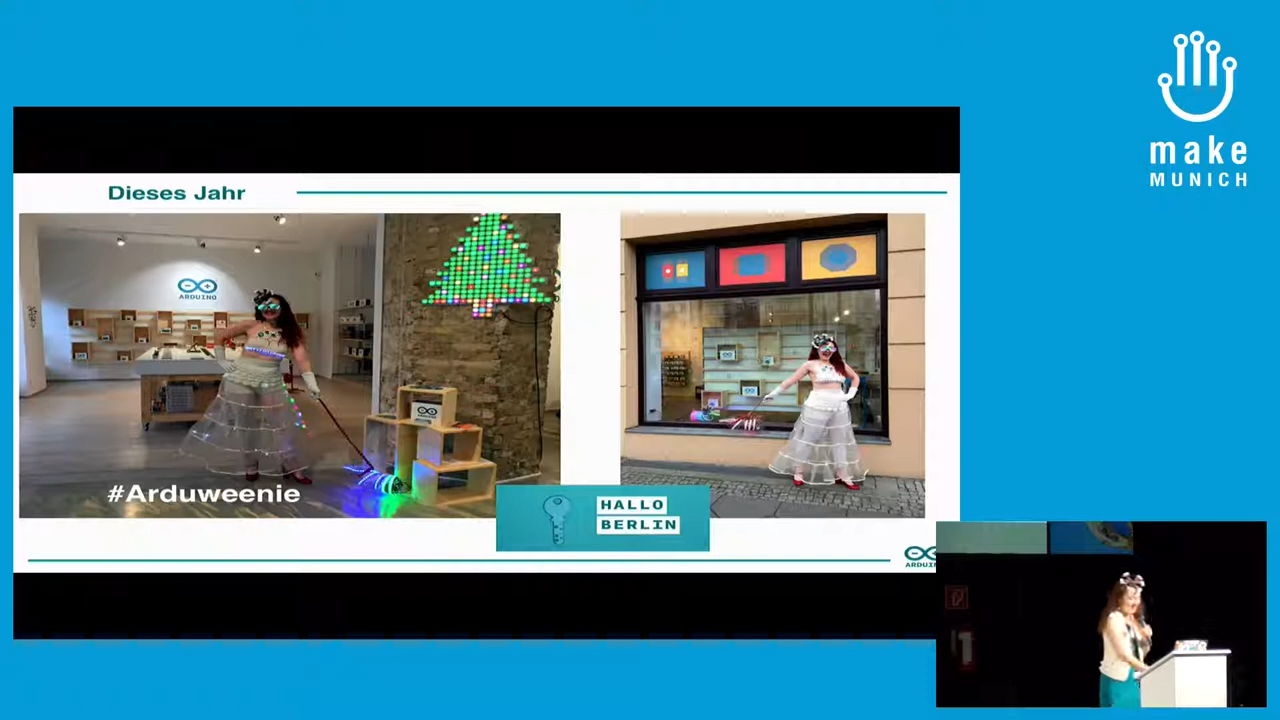 make
MUNICH
Dieses Jahr
ARDUINO
#Arduweenie
HALLO
BERLIN